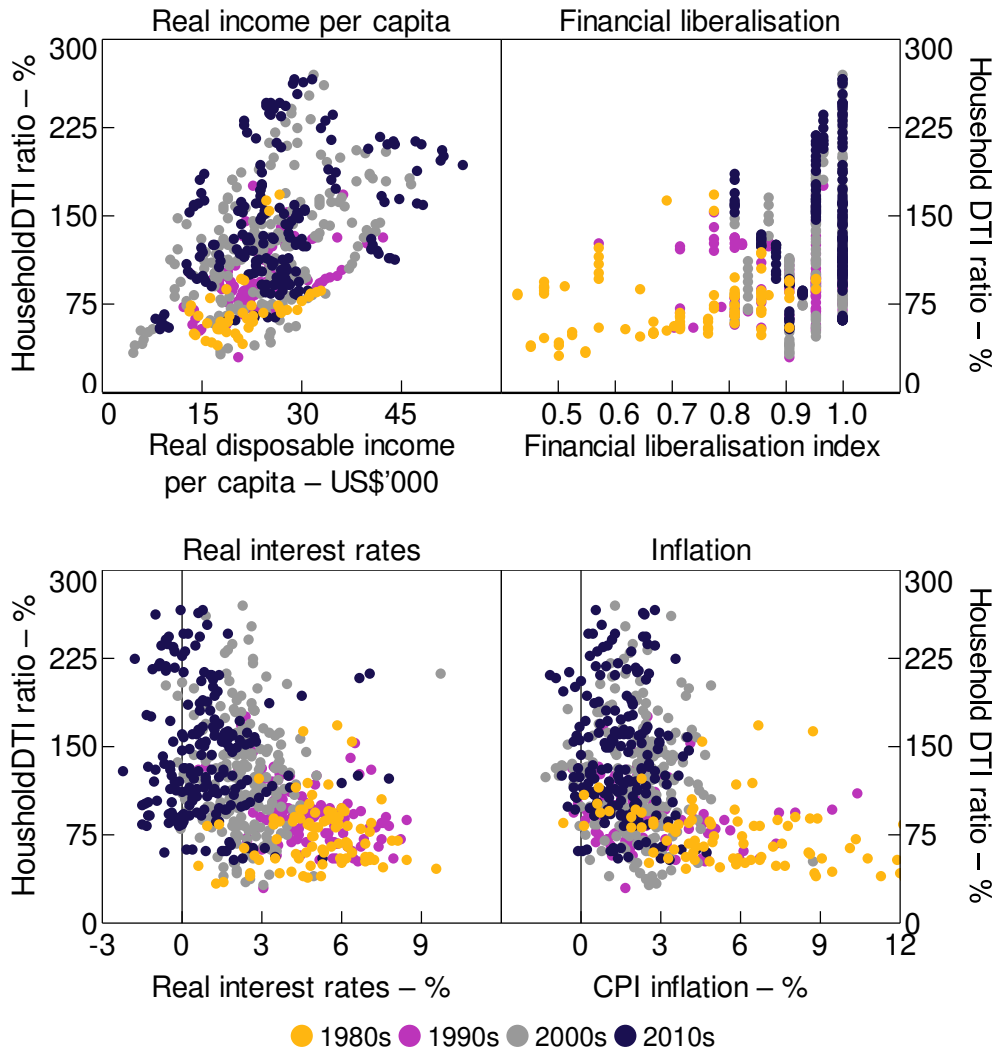 Real income per capita
Financial liberalisation
HouseholdDTI ratio – %
300
225
150
75
0
0 15 30 45
Real disposable income
per capita – US$’000
0.5 0.6 0.7 0.8 0.9 1.0
Financial liberalisation index
300
225
150
75
0
Household DTI ratio – %
Real interest rates
Inflation
HouseholdDTI ratio – %
300
225
150
75
0
-3 0 3 6 9
Real interest rates – %
0 3 6 9 12
CPI inflation – %
300
225
150
75
0
Household DTI ratio – %
1980s 1990s 2000s 2010s